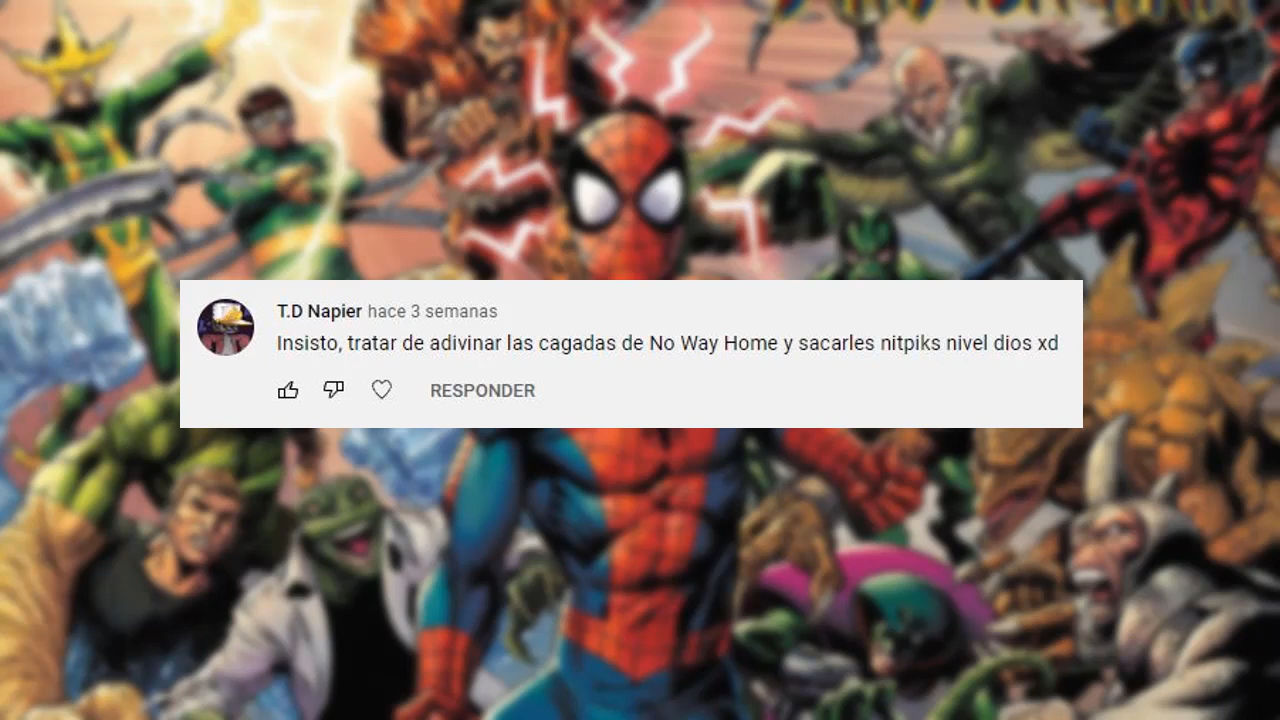 T.D Napier hace 3 semanas
Insisto, tratar de adivinar las cagadas de No Way Home y sacarles nitpiks nivel dios xd
RESPONDER